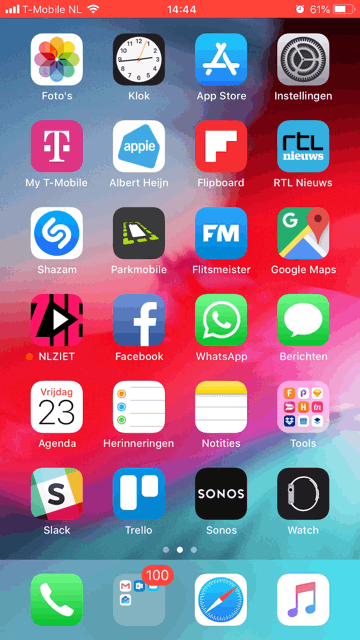 T-Mobile NL 14:44 61%
Foto's Klok App Store Instellingen
T appie rtl nieuws
My T-Mobile Albert Heijn Flipboard RTL Nieuws
FM G
Shazam Parkmobile Flitsmeister Google Maps
NLZIET Facebook WhatsApp Berichten
Vrijdag
23
Agenda Herinneringen Notities Tools
S SONOS
Slack Trello Sonos Watch
100